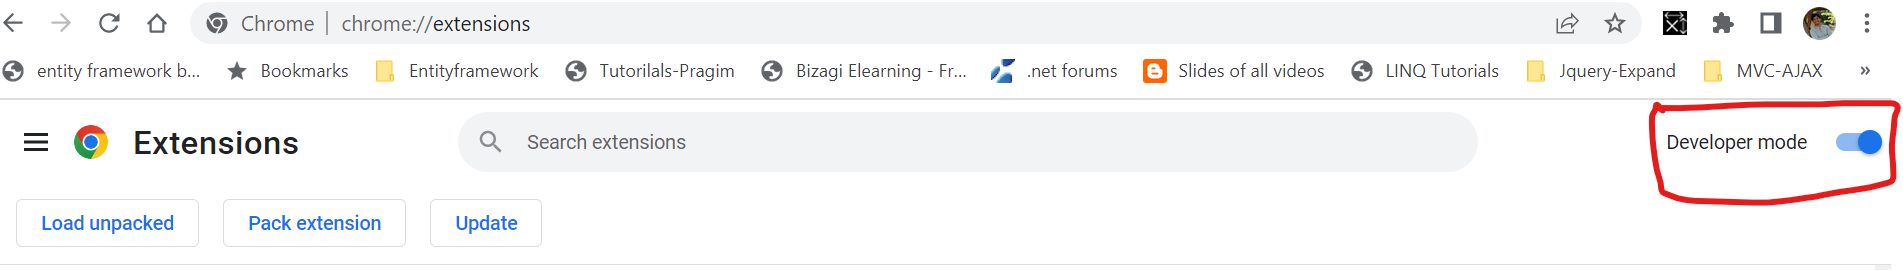 Chrome | chrome://extensions
entity framework b... Bookmarks Entityframework Tutorilals-Pragim Bizagi Elearning - Fr... .net forums Slides of all videos LINQ Tutorials Jquery-Expand MVC-AJAX »
Extensions Search extensions Developer mode
Load unpacked Pack extension Update